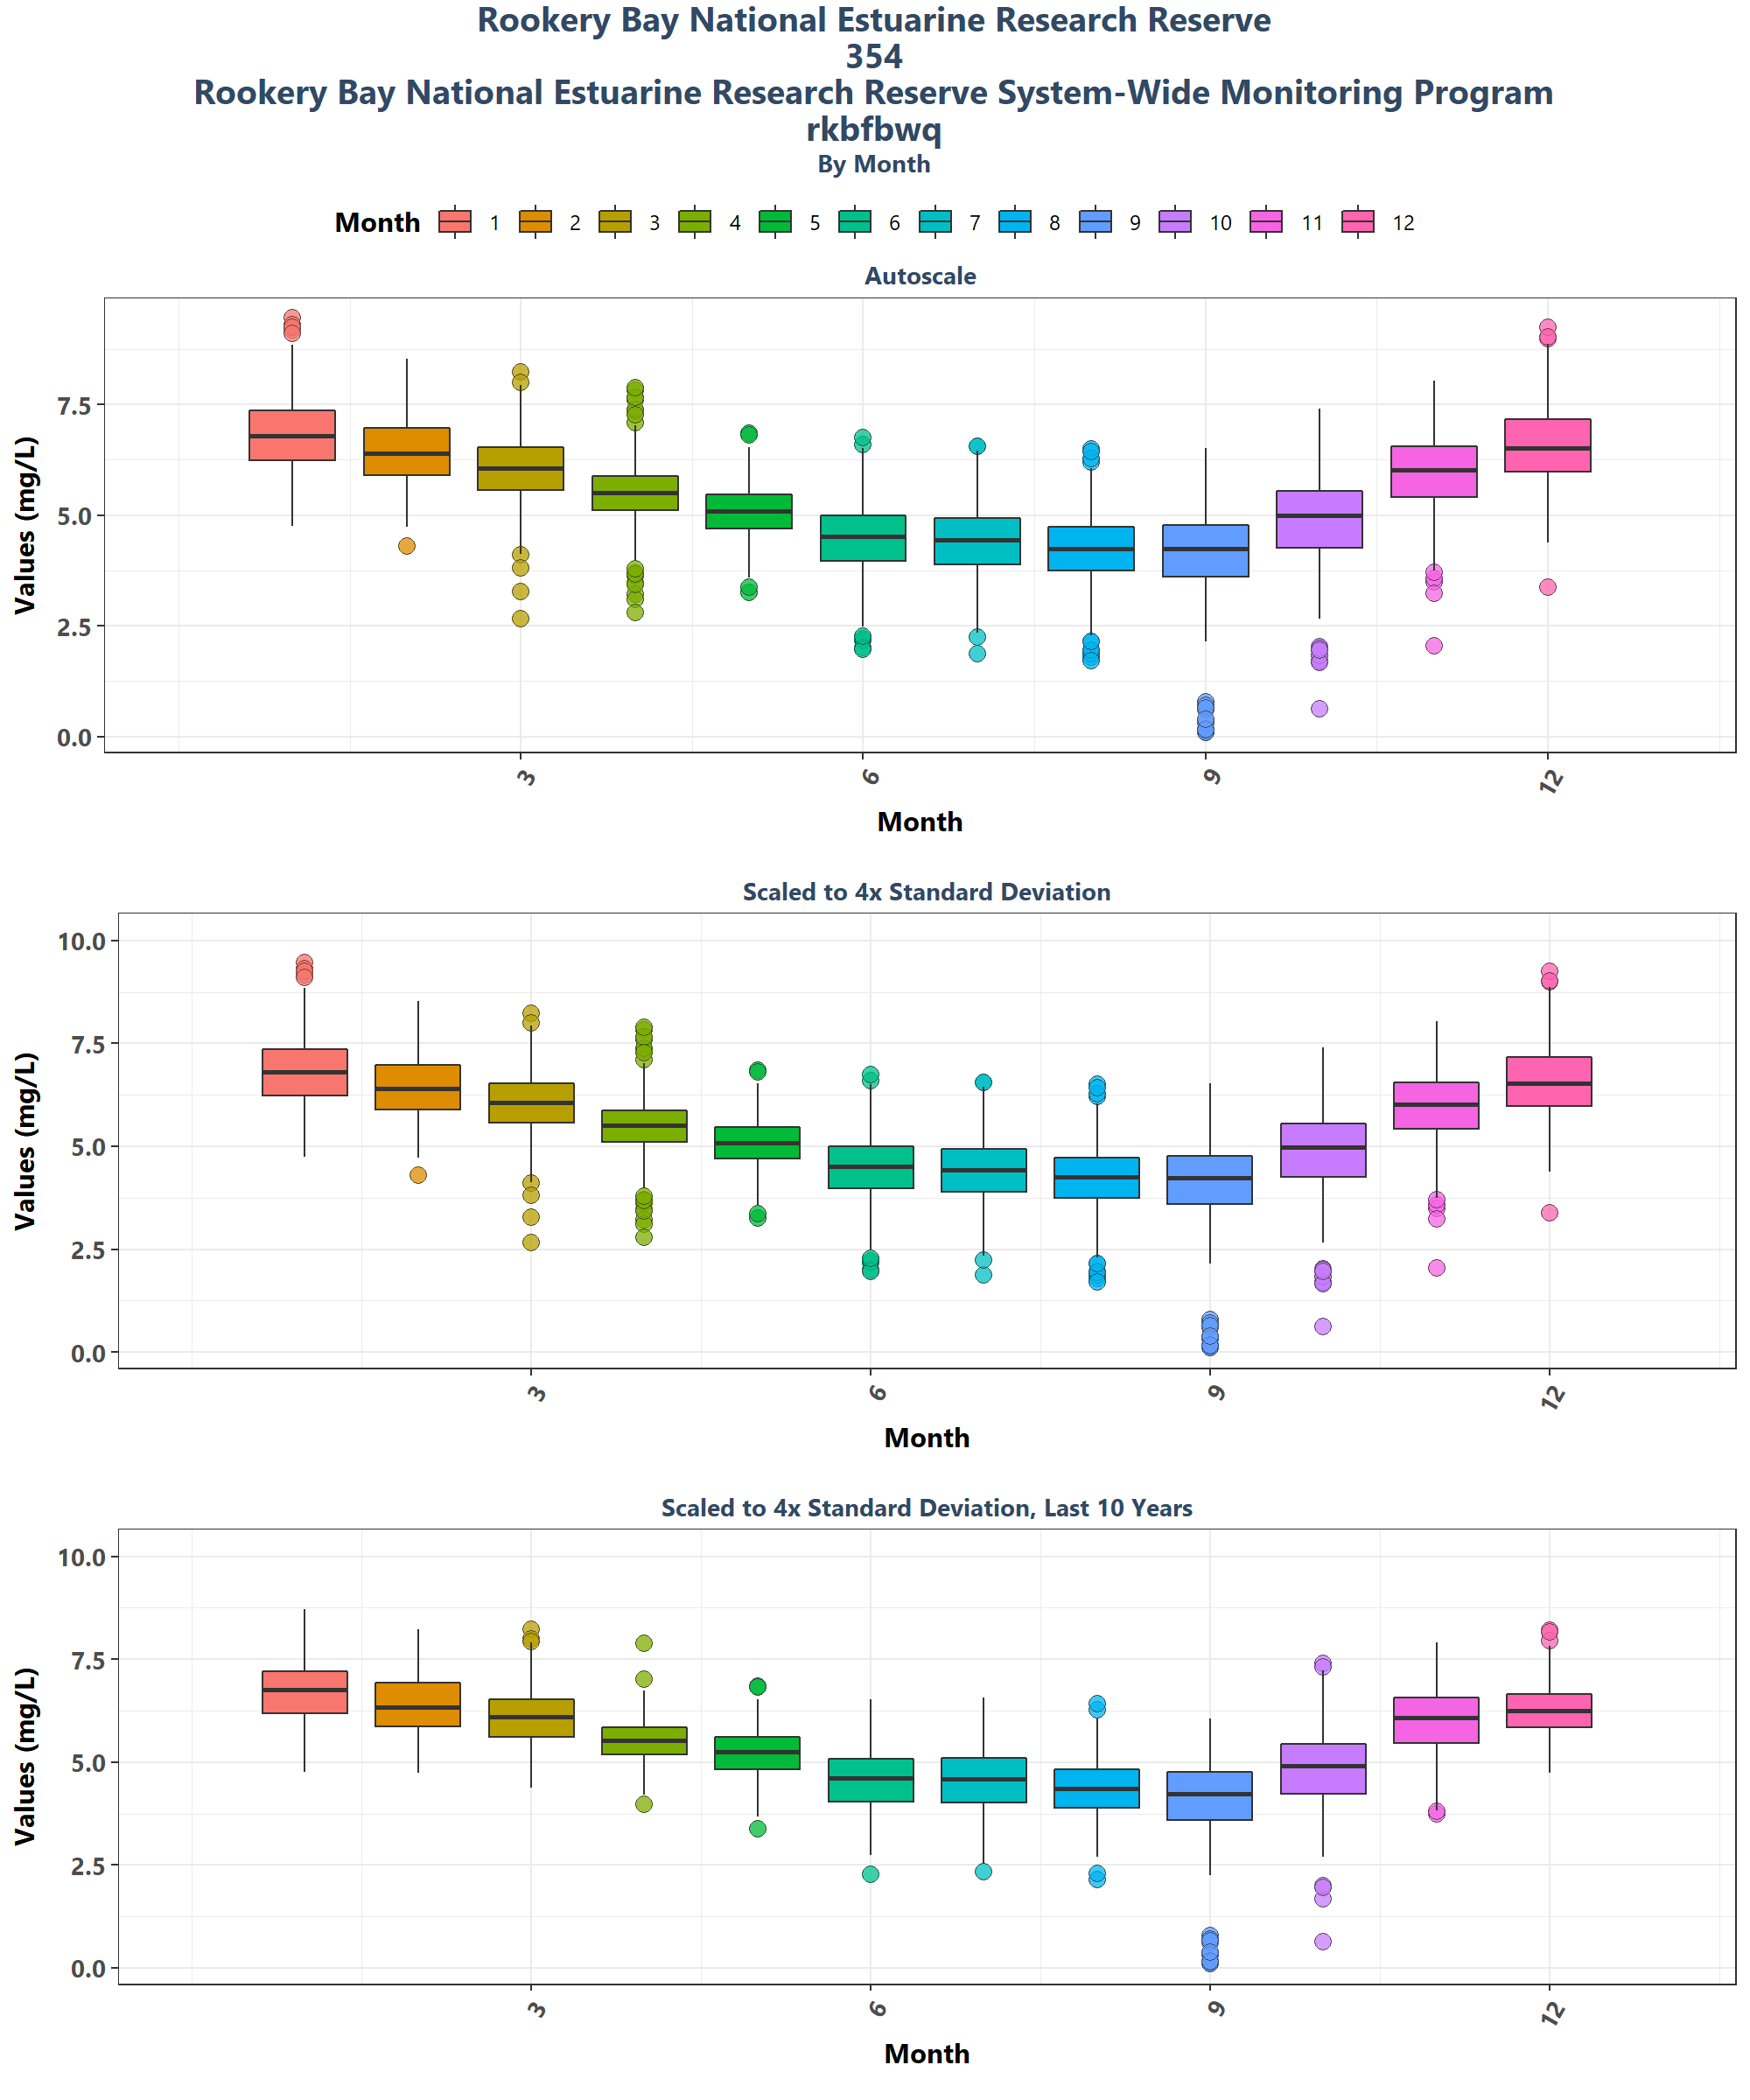 Rookery Bay National Estuarine Research Reserve
354
Rookery Bay National Estuarine Research Reserve System-Wide Monitoring Program
rkbfbwq
By Month
Month 1 2 3 4 5 6 7 8 9 10 11 12
Autoscale
Values (mg/L)
7.5
5.0
2.5
0.0
3 6 9 12
Month
Scaled to 4x Standard Deviation
Values (mg/L)
10.0
7.5
5.0
2.5
0.0
3 6 9 12
Month
Scaled to 4x Standard Deviation, Last 10 Years
Values (mg/L)
10.0
7.5
5.0
2.5
0.0
3 6 9 12
Month